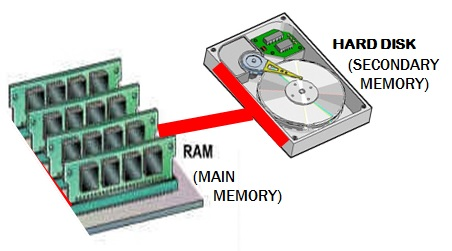 HARD DISK
(SECONDARY
MEMORY)
RAM
(MAIN
MEMORY)